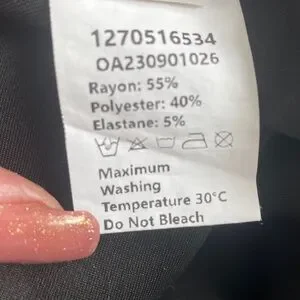 1270516534
OA230901026
Rayon: 55%
Polyester: 40%
Elastane: 5%
Maximum
Washing
Temperature 30°C
Do Not Bleach